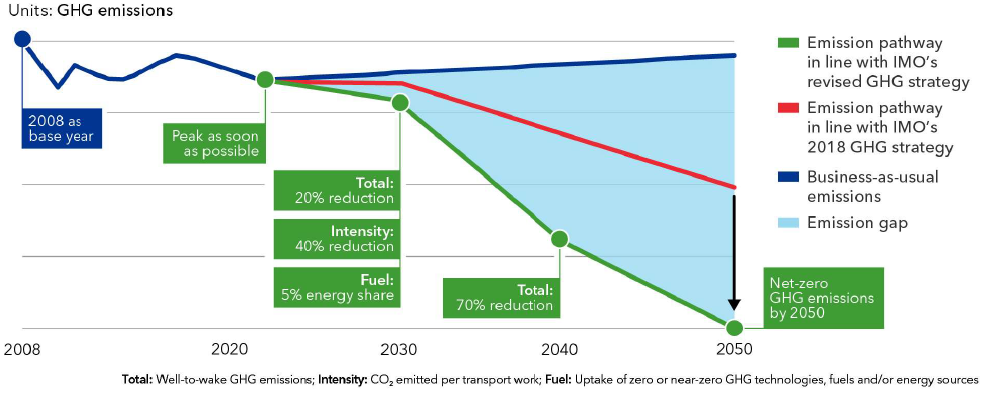 Units: GHG emissions
2008 as
base year
Peak as soon
as possible
Total:
20% reduction
Intensity:
40% reduction
Fuel:
5% energy share
Total:
70% reduction
Net-zero
GHG emissions
by 2050
Emission pathway
in line with IMO's
revised GHG strategy
Emission pathway
in line with IMO's
2018 GHG strategy
Business-as-usual
emissions
Emission gap
2008
2020
2030
2040
2050
Total: Well-to-wake GHG emissions; Intensity: CO₂ emitted per transport work; Fuel: Uptake of zero or near-zero GHG technologies, fuels and/or energy sources